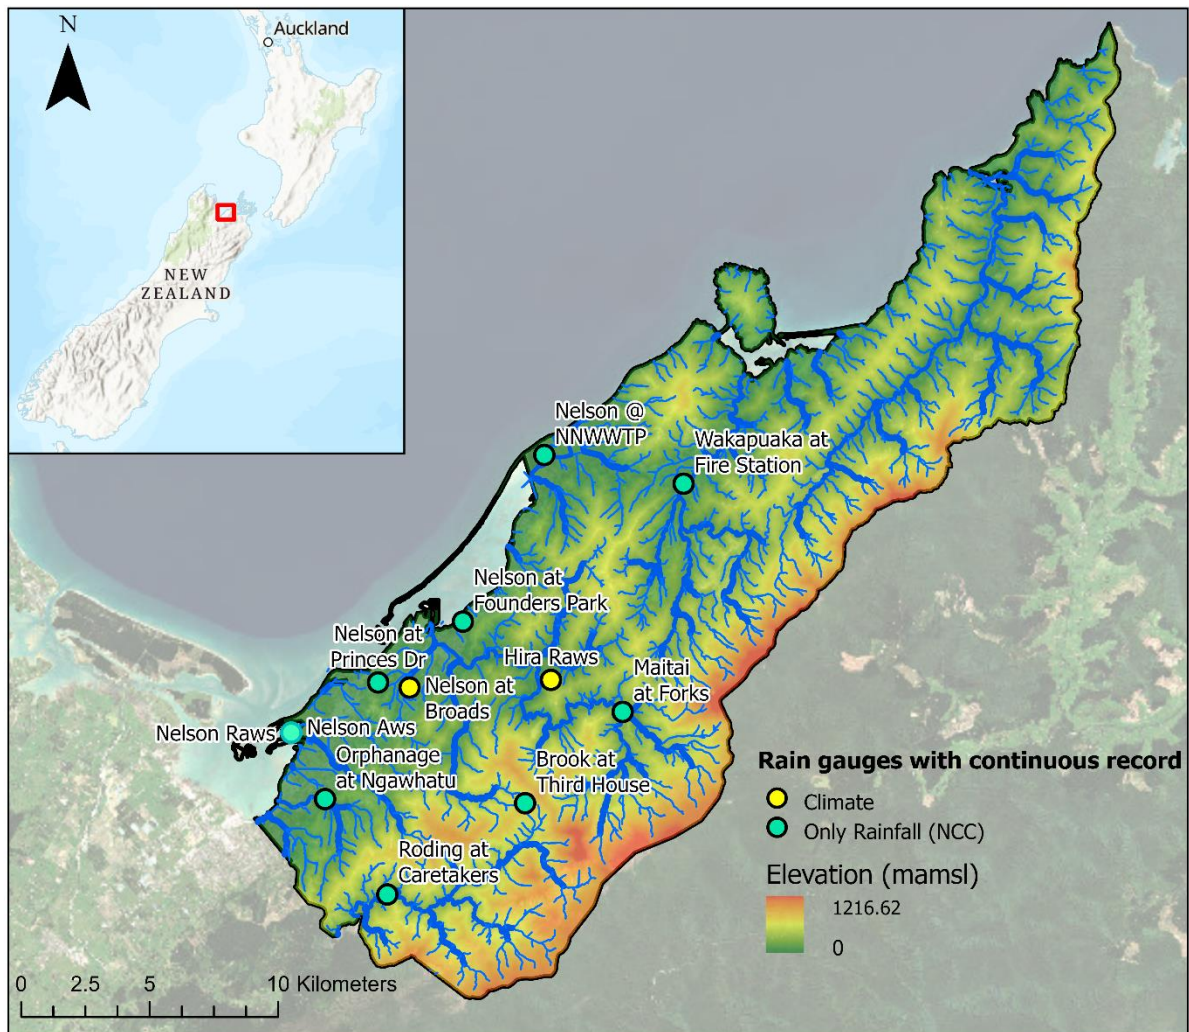 N
Auckland
NEW
ZEALAND
Nelson @
NNWWTP
Wakapuaka at
Fire Station
Nelson at
Founders Park
Nelson at
Princes Dr
Hira Raws
Maitai
at Forks
Nelson at
Broads
Nelson Raws
Nelson Aws
Orphanage
at Ngawhatu
Brook at
Third House
Roding at
Caretakers
Rain gauges with continuous record
Climate
Only Rainfall (NCC)
Elevation (mamsl)
1216.62
0
0 2.5 5 10 Kilometers